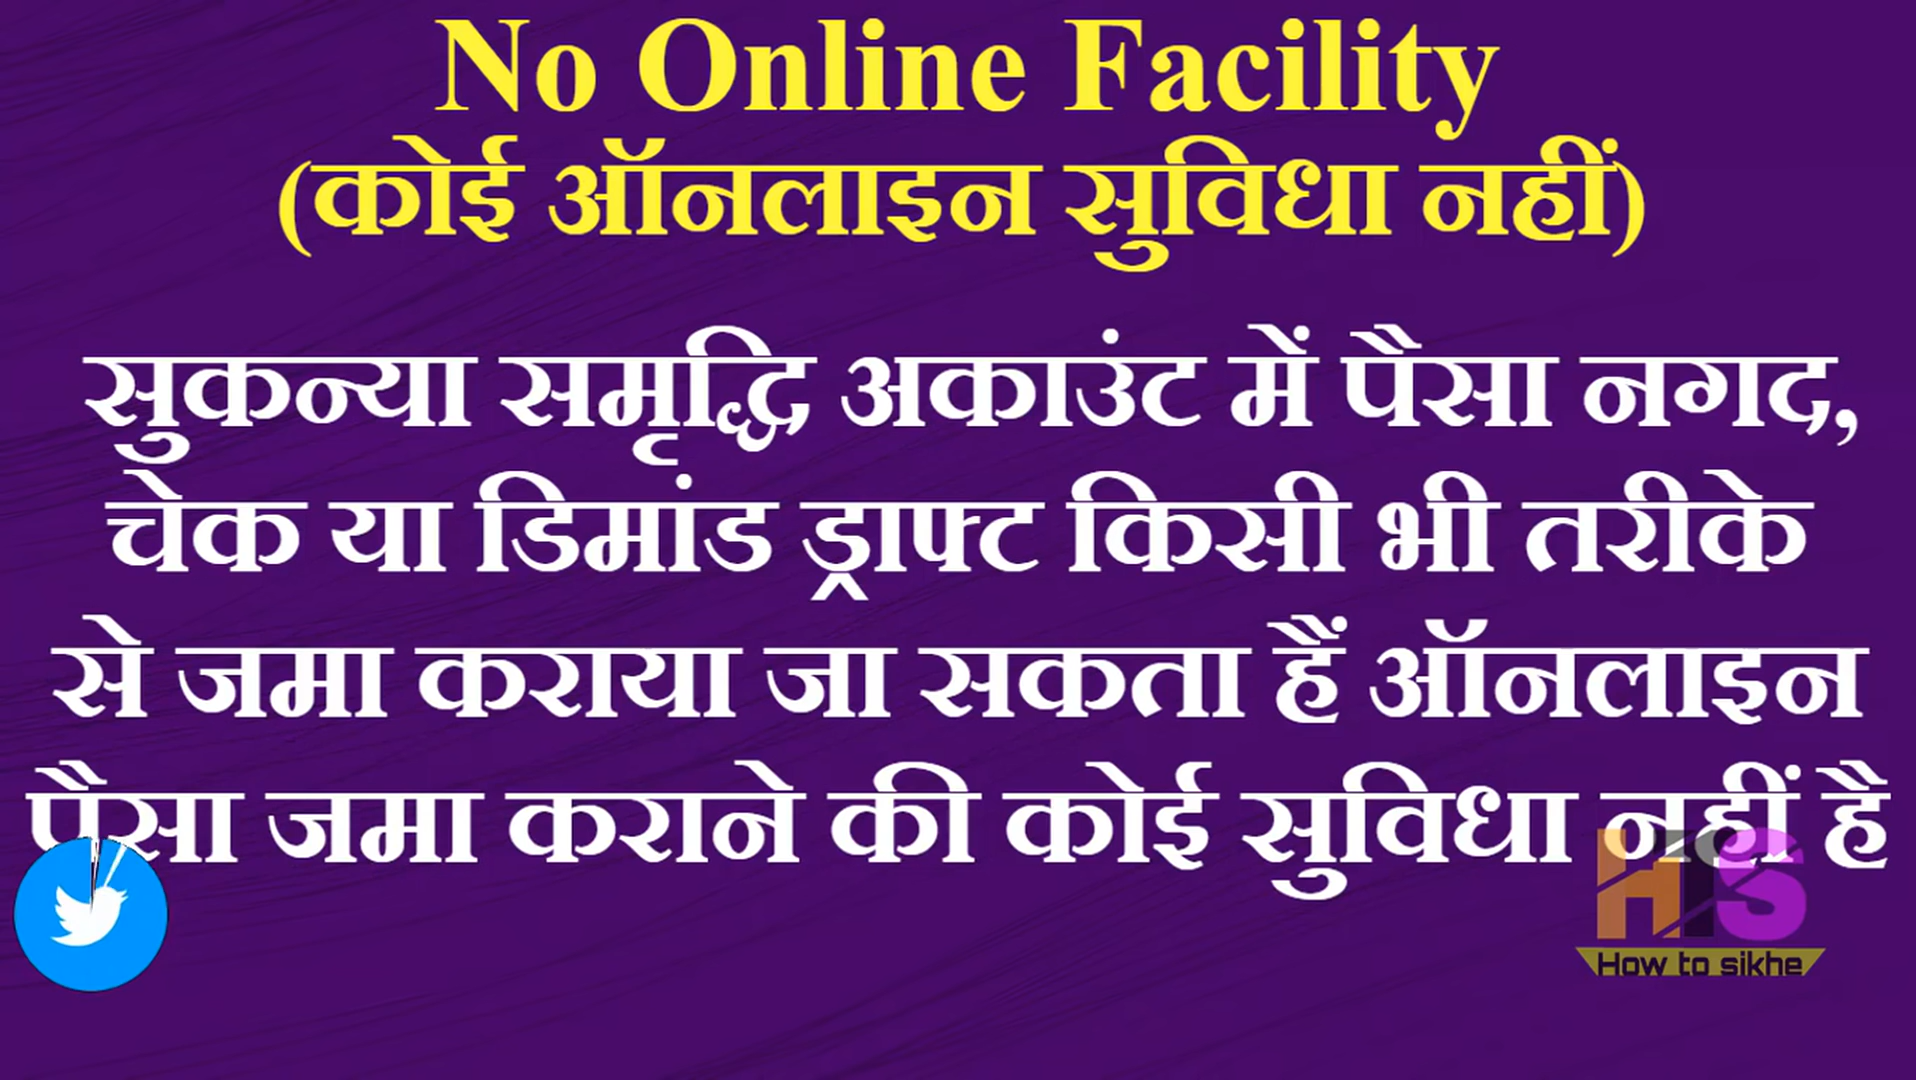 No Online Facility
(कोई ऑनलाइन सुविधा नहीं)
सुकन्या समृद्धि अकाउंट में पैसा नगद,
चेक या डिमांड ड्राफ्ट किसी भी तरीके
से जमा कराया जा सकता हैं ऑनलाइन
पैसा जमा कराने की कोई सुविधा नहीं है
HTS
How to sikhe